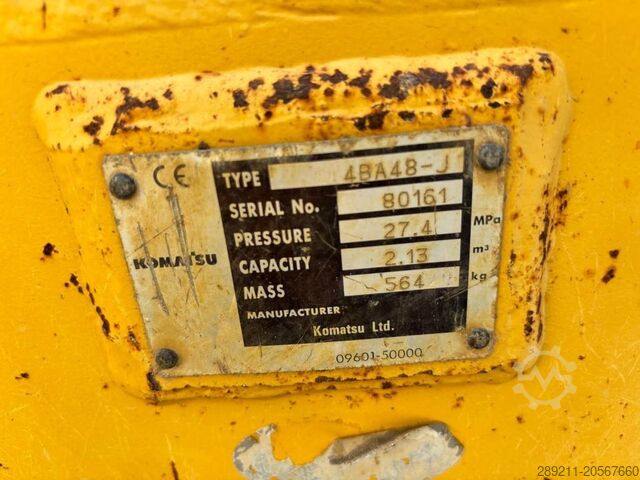 CE
TYPE 4BA48-J
SERIAL No. 80161
PRESSURE 27.4 MPa
CAPACITY 2.13 m³
MASS 564 kg
KOMATSU
MANUFACTURER
Komatsu Ltd.
09601-50000
289211-20567660